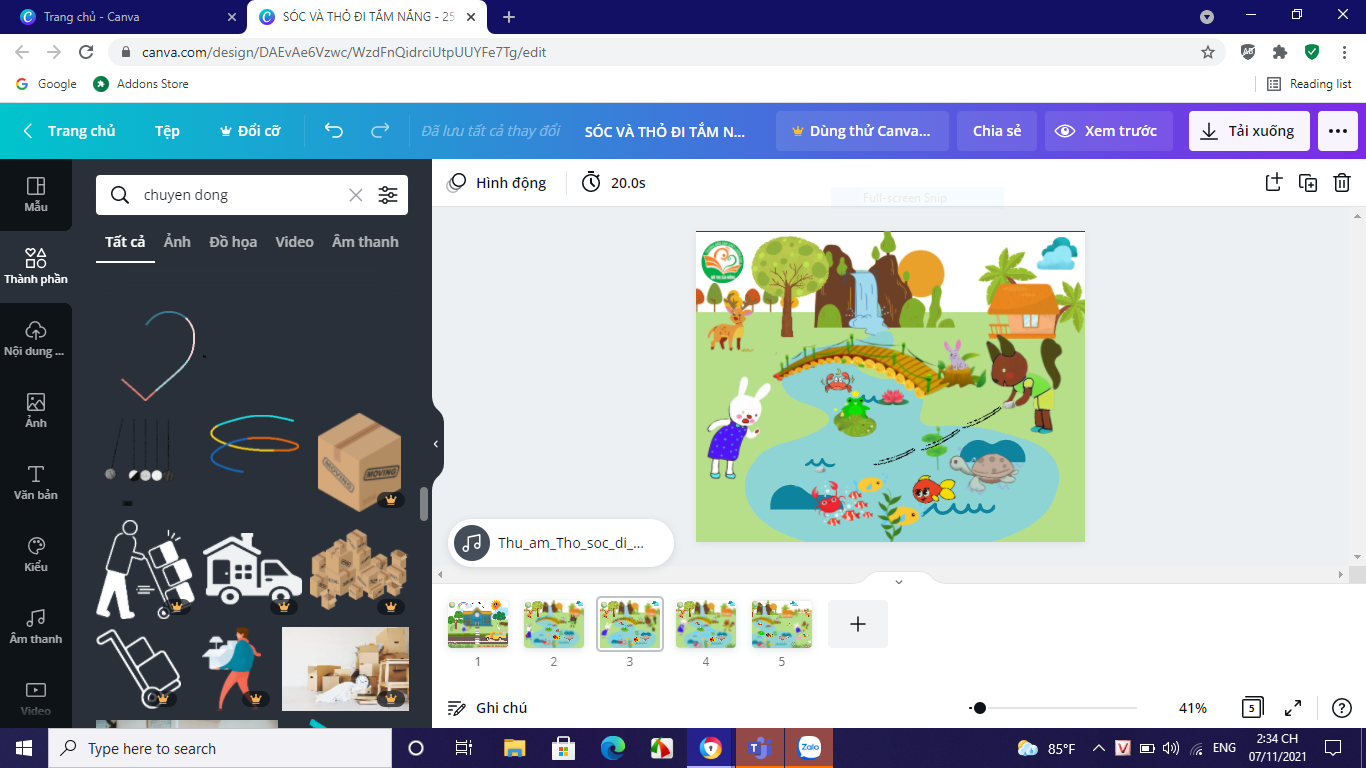 Trang chủ - Canva
SÓC VÀ THỎ ĐI TẮM NẮNG - 25
canva.com/design/DAEvAe6Vzwc/WzdFnQidrciUtpUUYFe7Tg/edit
Google
Addons Store
Reading list
Trang chủ
Tệp
Đổi cỡ
Đã lưu tất cả thay đổi
SÓC VÀ THỎ ĐI TẮM N...
Dùng thử Canva...
Chia sẻ
Xem trước
Tải xuống
Mẫu
Thành phần
Nội dung ...
Ảnh
Văn bản
Kiểu
Âm thanh
Video
chuyen dong
Tất cả
Ảnh
Đồ họa
Video
Âm thanh
MOVING
MOVING
Hình động
20.0s
Full-screen Snip
Thu_am_Tho_soc_di_...
1
2
3
4
5
Ghi chú
41%
5
Type here to search
85°F
ENG
2:34 CH
07/11/2021
Zalo